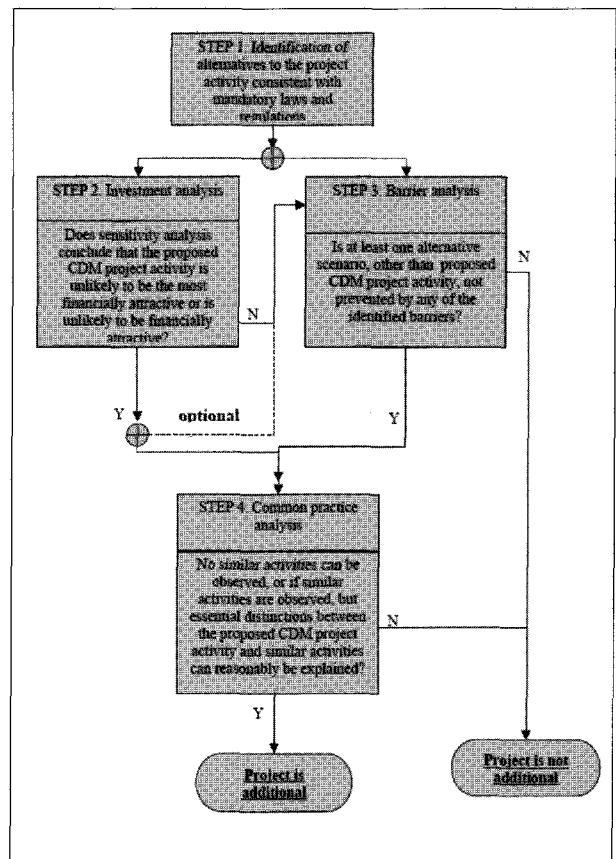 STEP 1. Identification of
alternatives to the project
activity consistent with
mandatory laws and
regulations
STEP 2. Investment analysis
Does sensitivity analysis
conclude that the proposed
CDM project activity is
unlikely to be the most
financially attractive or is
unlikely to be financially
attractive?
STEP 3. Barrier analysis
Is at least one alternative
scenario, other than proposed
CDM project activity, not
prevented by any of the
identified barriers?
N
N
Y
optional
Y
STEP 4. Common practice
analysis
No similar activities can be
observed, or if similar
activities are observed, but
essential distinctions between
the proposed CDM project
activity and similar activities
can reasonably be explained?
N
Y
Project is
additional
Project is not
additional